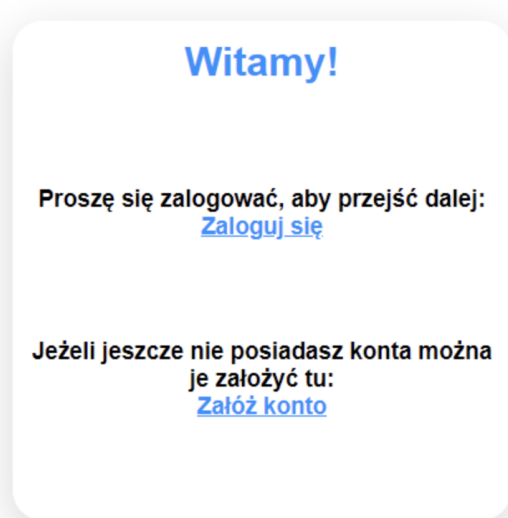 Witamy!
Proszę się zalogować, aby przejść dalej:
Zaloguj się
Jeżeli jeszcze nie posiadasz konta można
je założyć tu:
Załóż konto